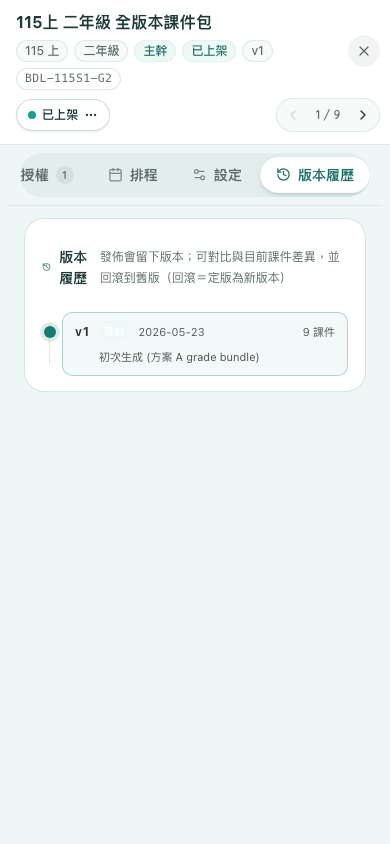 115上 二年級 全版本課件包
115 上 二年級 主幹 已上架 v1
BDL-115S1-G2
已上架 ···
1 / 9
授權 1 排程 設定 版本履歷
版本履歷
發佈會留下版本；可對比與目前課件差異，並
回滾到舊版（回滾＝定版為新版本）
v1 目前 2026-05-23 9 課件
初次生成 (方案 A grade bundle)